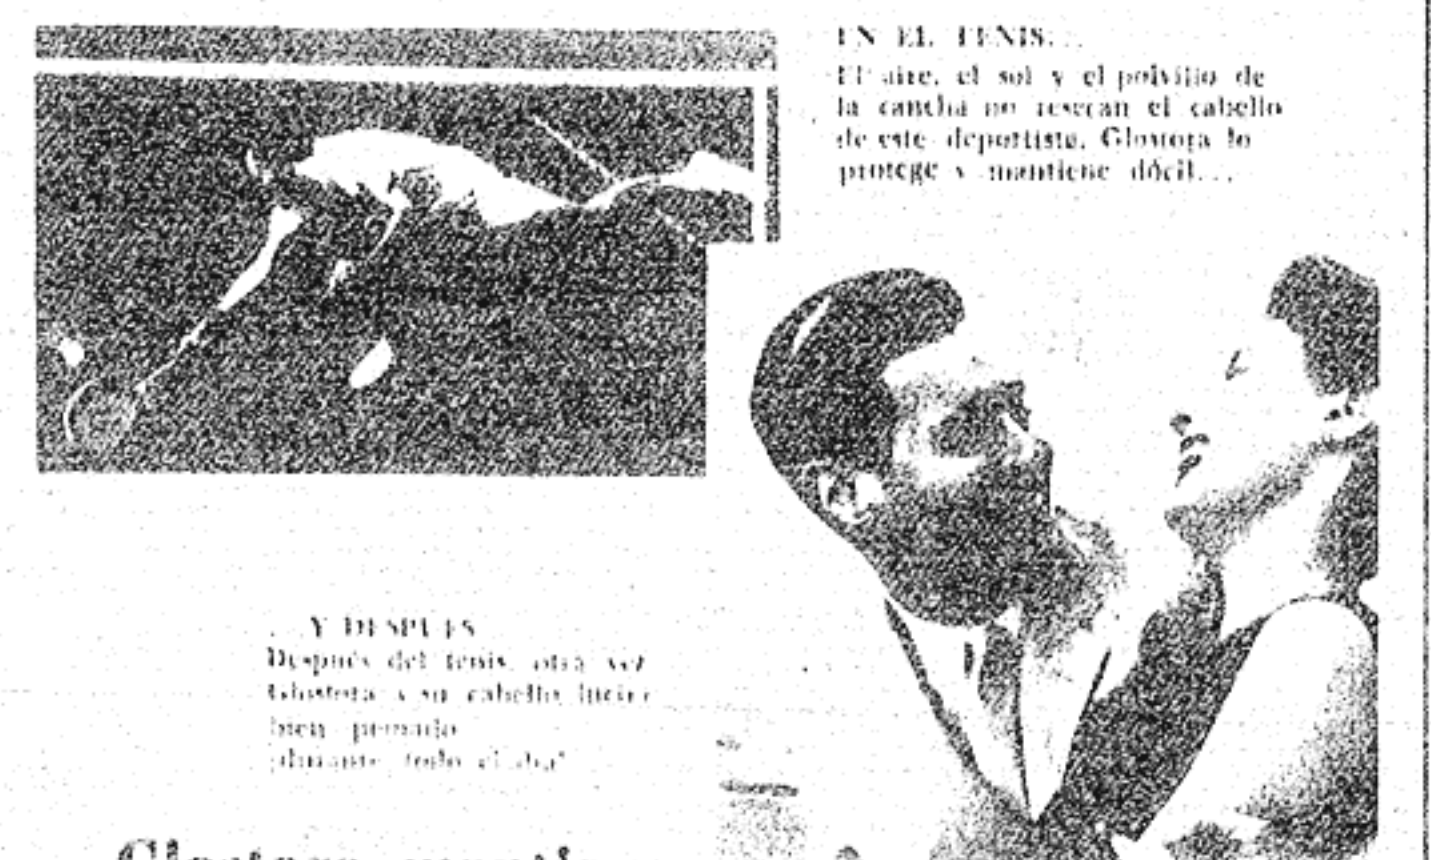 EN EL TENIS...
El aire, el sol y el polvillo de
la cancha no resecan el cabello
de este deportista. Glostora lo
protege y mantiene dócil...
...Y DESPUES
Después del tenis, otra vez
Glostora y su cabello lucirá
bien peinado
¡durante todo el día!
Glostora